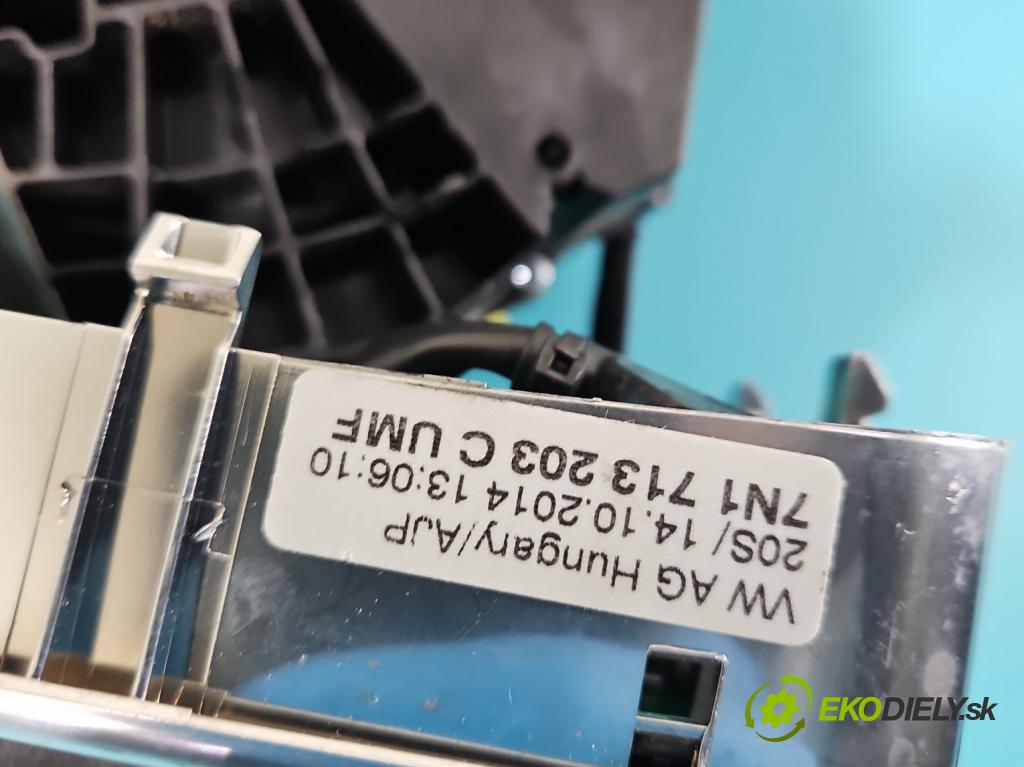 VW AG Hungary/AJP
20S/ 14.10.2014 13:06:10
7N1 713 203 C UMF
EKODIELY.sk